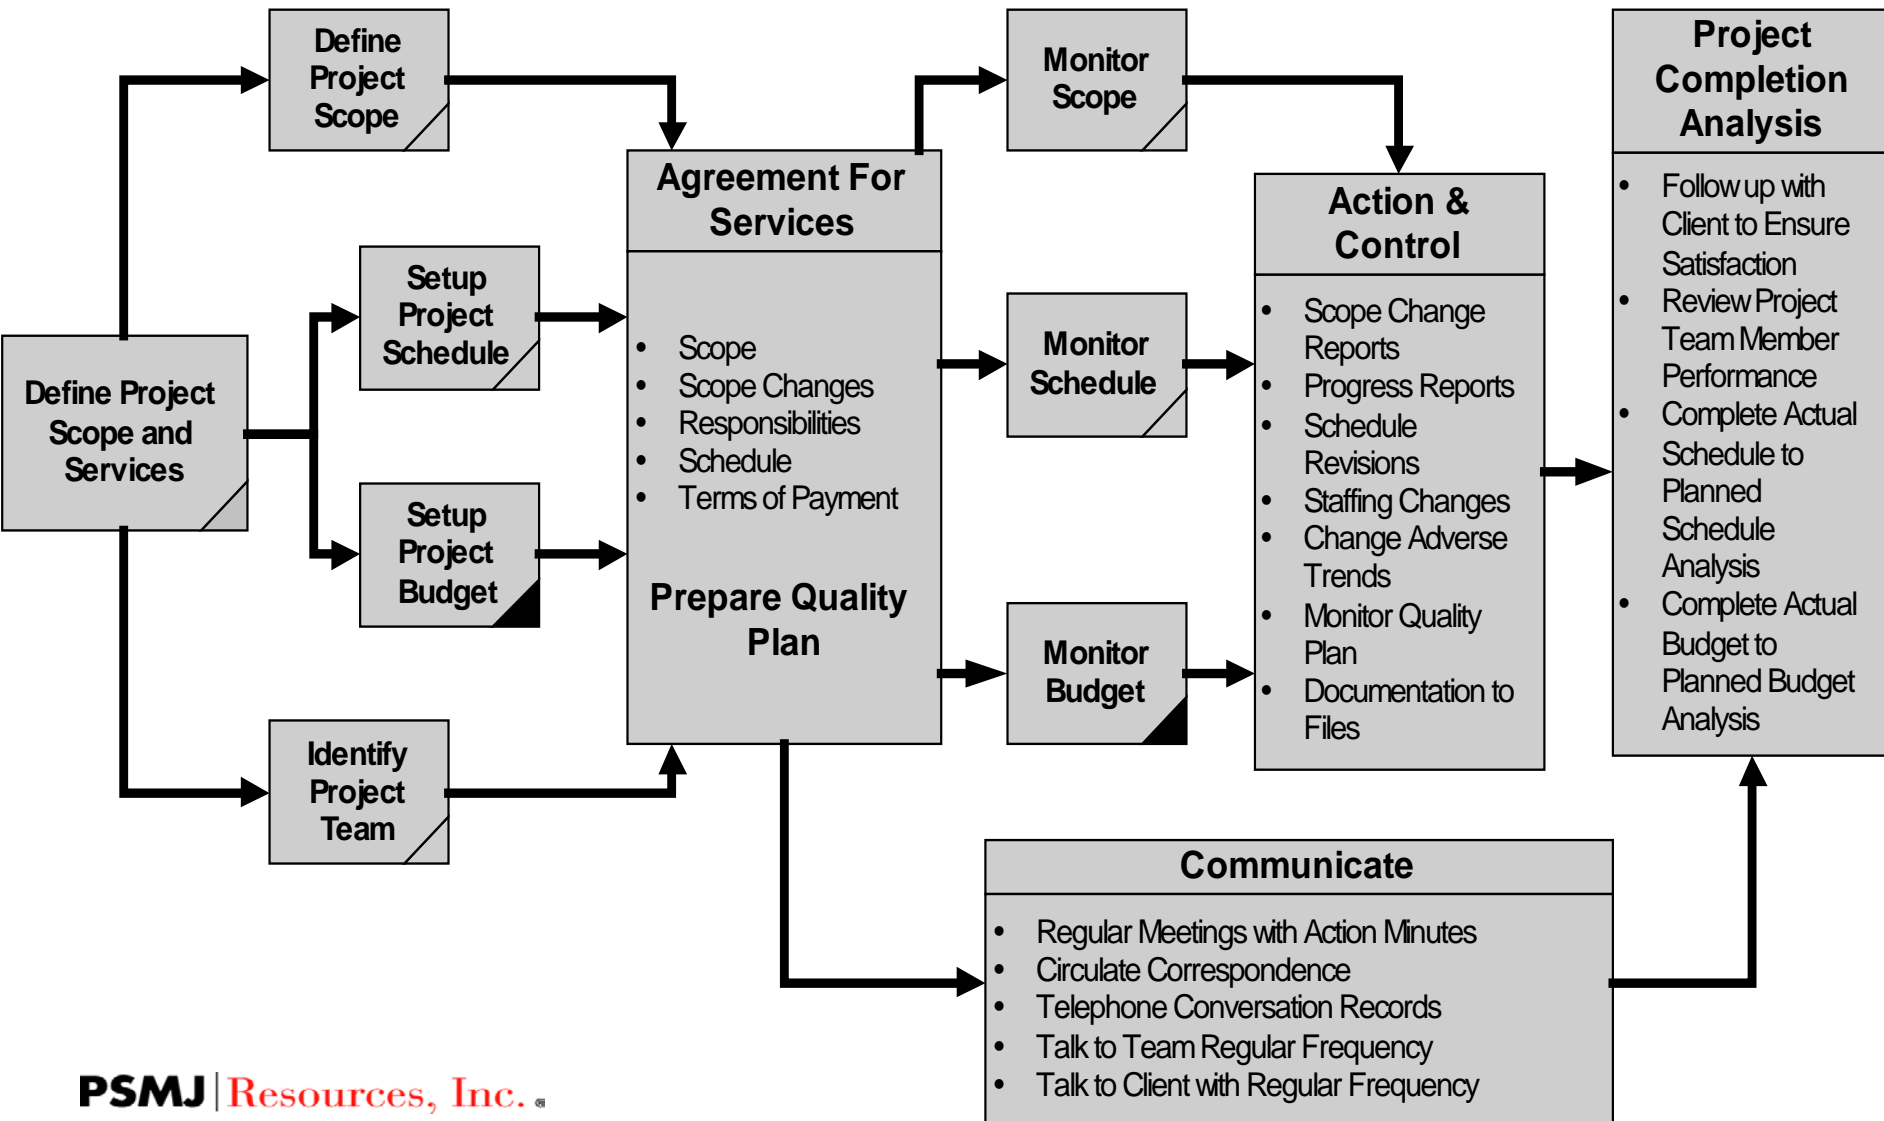 Define Project
Scope and
Services
Define
Project
Scope
Setup
Project
Schedule
Setup
Project
Budget
Identify
Project
Team
Agreement For
Services
• Scope
• Scope Changes
• Responsibilities
• Schedule
• Terms of Payment
Prepare Quality
Plan
Monitor
Scope
Monitor
Schedule
Monitor
Budget
Action &
Control
• Scope Change
Reports
• Progress Reports
• Schedule
Revisions
• Staffing Changes
• Change Adverse
Trends
• Monitor Quality
Plan
• Documentation to
Files
Communicate
• Regular Meetings with Action Minutes
• Circulate Correspondence
• Telephone Conversation Records
• Talk to Team Regular Frequency
• Talk to Client with Regular Frequency
Project
Completion
Analysis
• Follow up with
Client to Ensure
Satisfaction
• Review Project
Team Member
Performance
• Complete Actual
Schedule to
Planned
Schedule
Analysis
• Complete Actual
Budget to
Planned Budget
Analysis
PSMJ Resources, Inc. ®